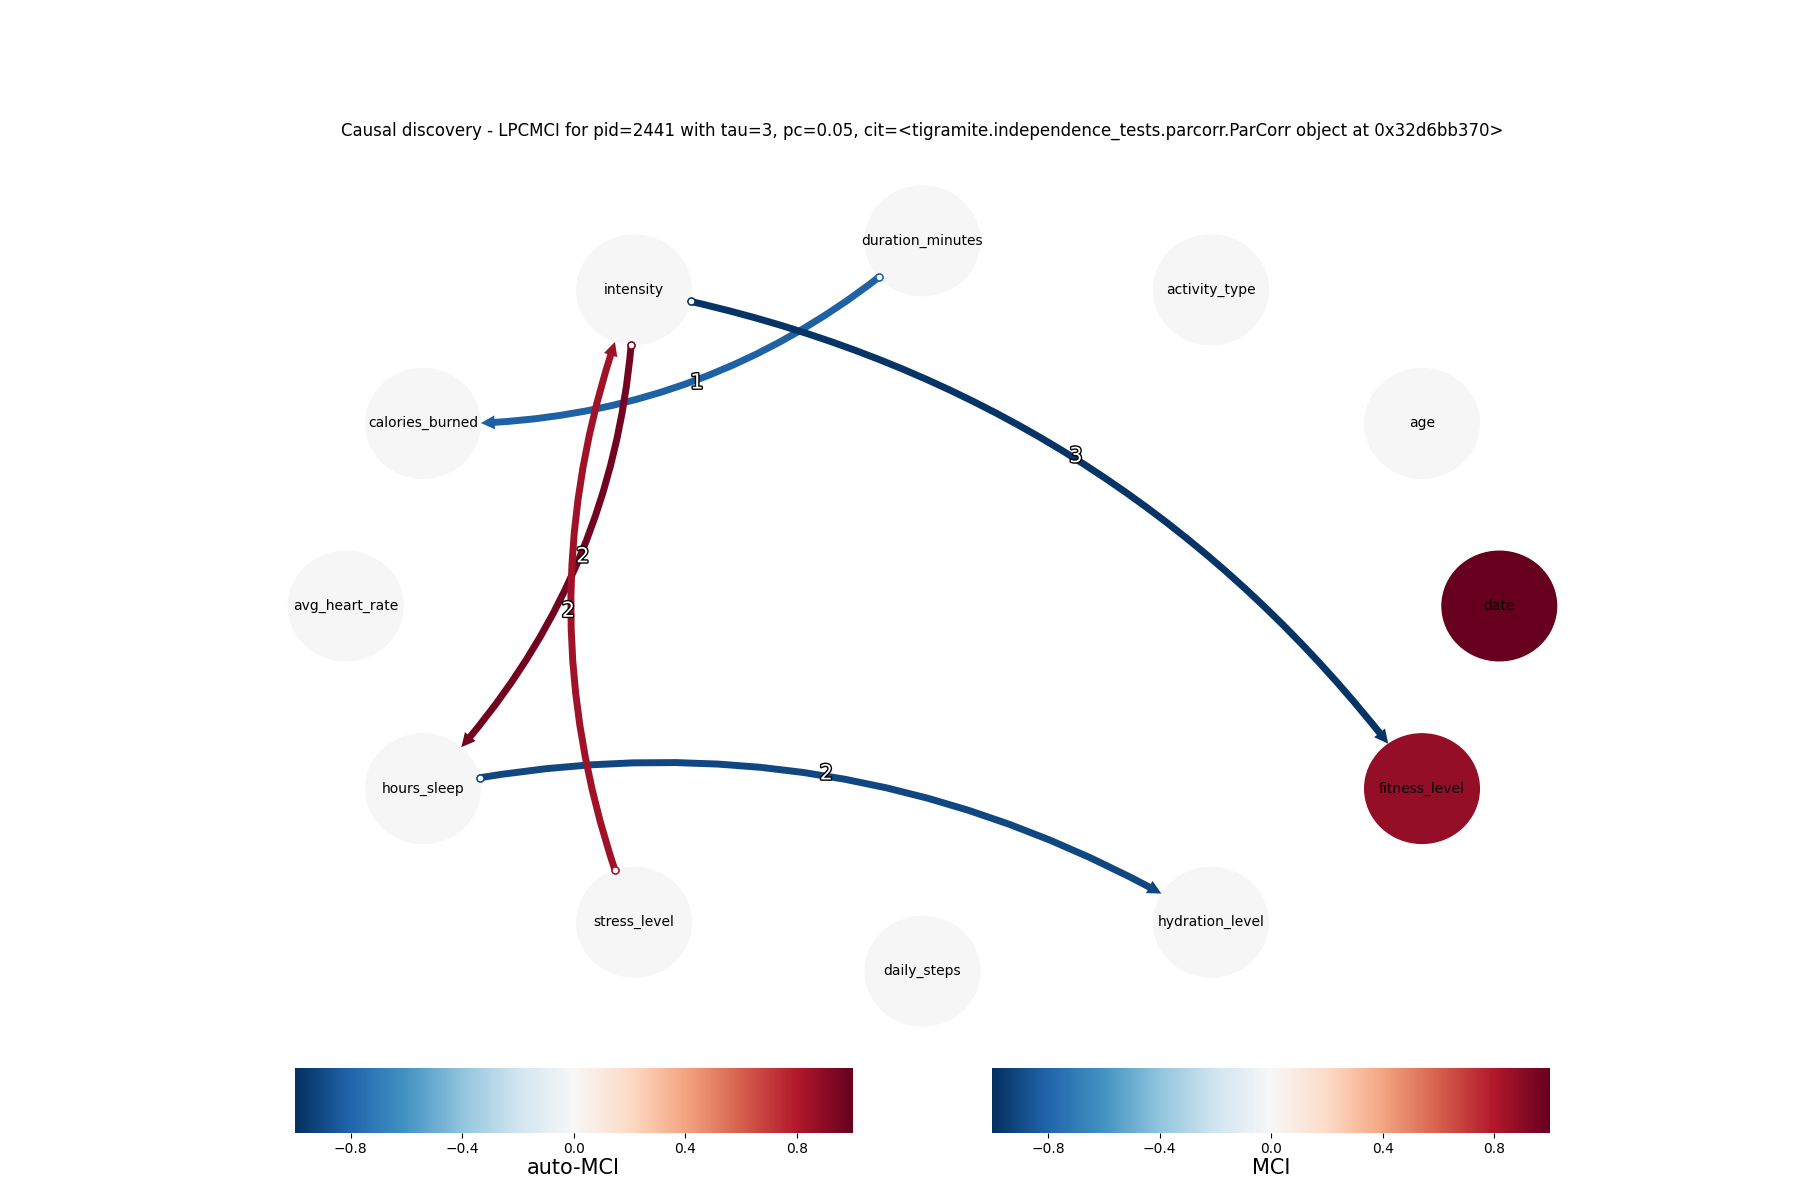 Causal discovery - LPCMCI for pid=2441 with tau=3, pc=0.05, cit=<tigramite.independence_tests.parcorr.ParCorr object at 0x32d6bb370>
duration_minutes
intensity
activity_type
1
calories_burned
age
3
2
avg_heart_rate
2
date
hours_sleep
2
fitness_level
stress_level
hydration_level
daily_steps
−0.8 −0.4 0.0 0.4 0.8
auto-MCI
−0.8 −0.4 0.0 0.4 0.8
MCI